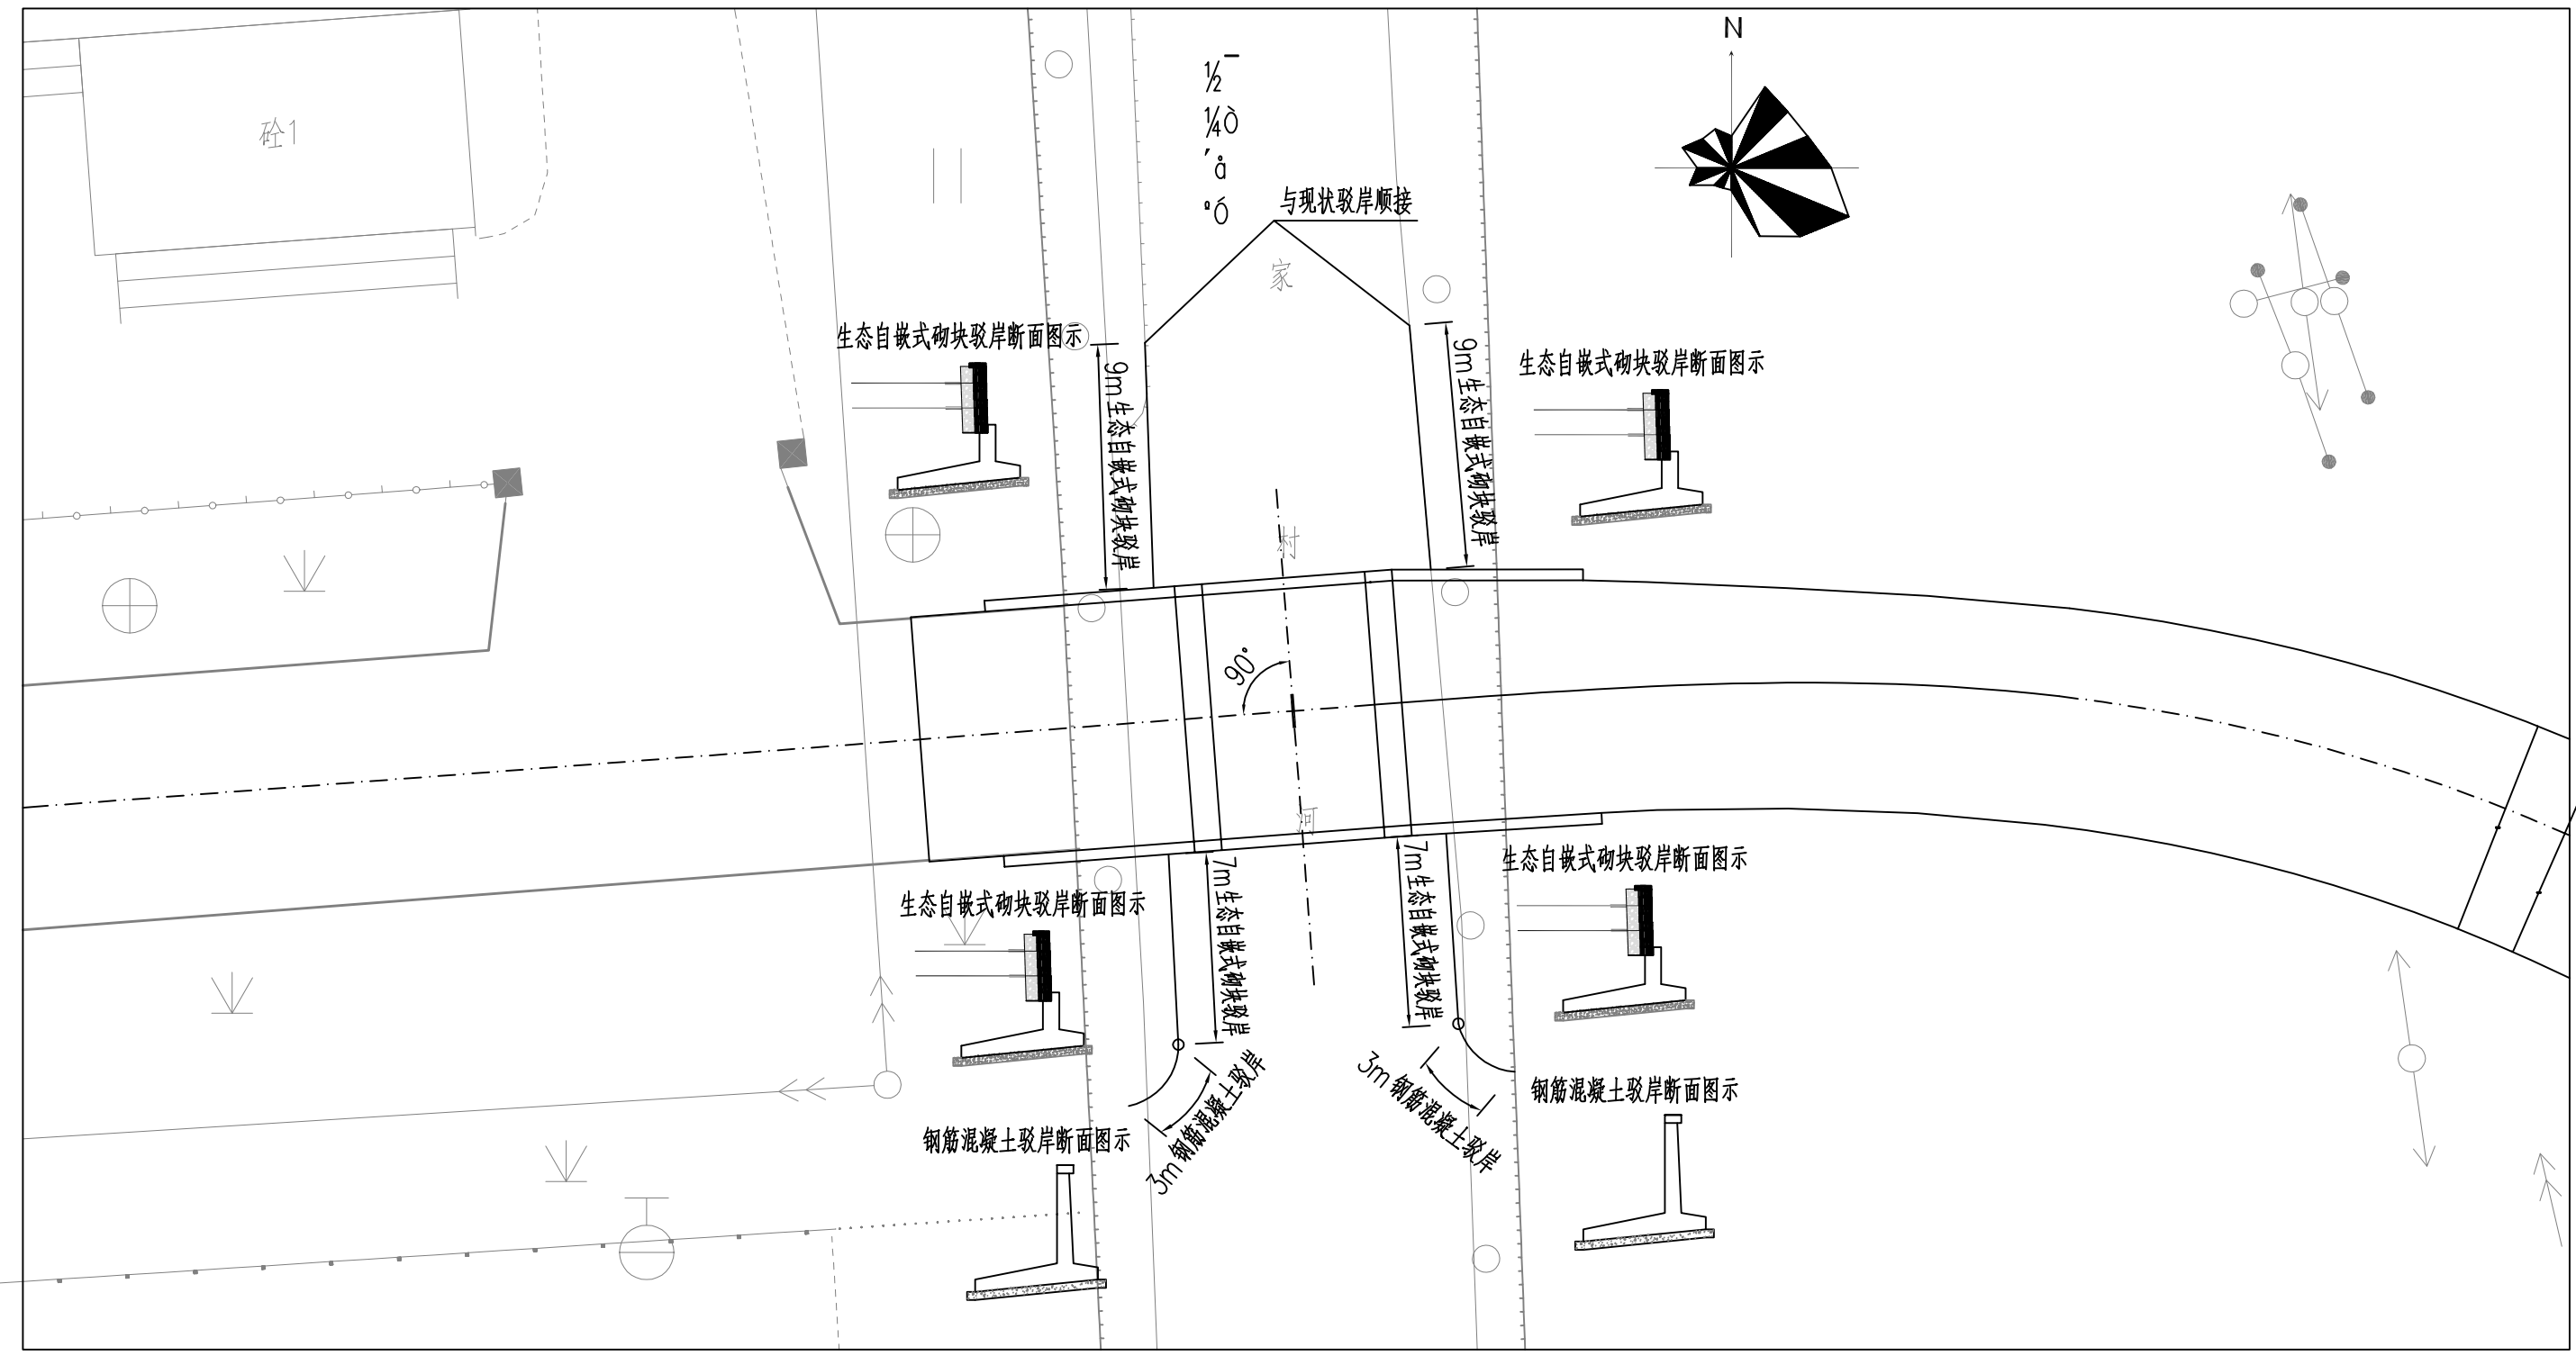 N
½¯
¼Ò
´å
ºÓ
砼1
与现状驳岸顺接
家
生态自嵌式砌块驳岸断面图示
9m生态自嵌式砌块驳岸
9m生态自嵌式砌块驳岸
生态自嵌式砌块驳岸断面图示
村
90°
河
7m生态自嵌式砌块驳岸
7m生态自嵌式砌块驳岸
生态自嵌式砌块驳岸断面图示
生态自嵌式砌块驳岸断面图示
3m钢筋混凝土驳岸
3m钢筋混凝土驳岸
钢筋混凝土驳岸断面图示
钢筋混凝土驳岸断面图示